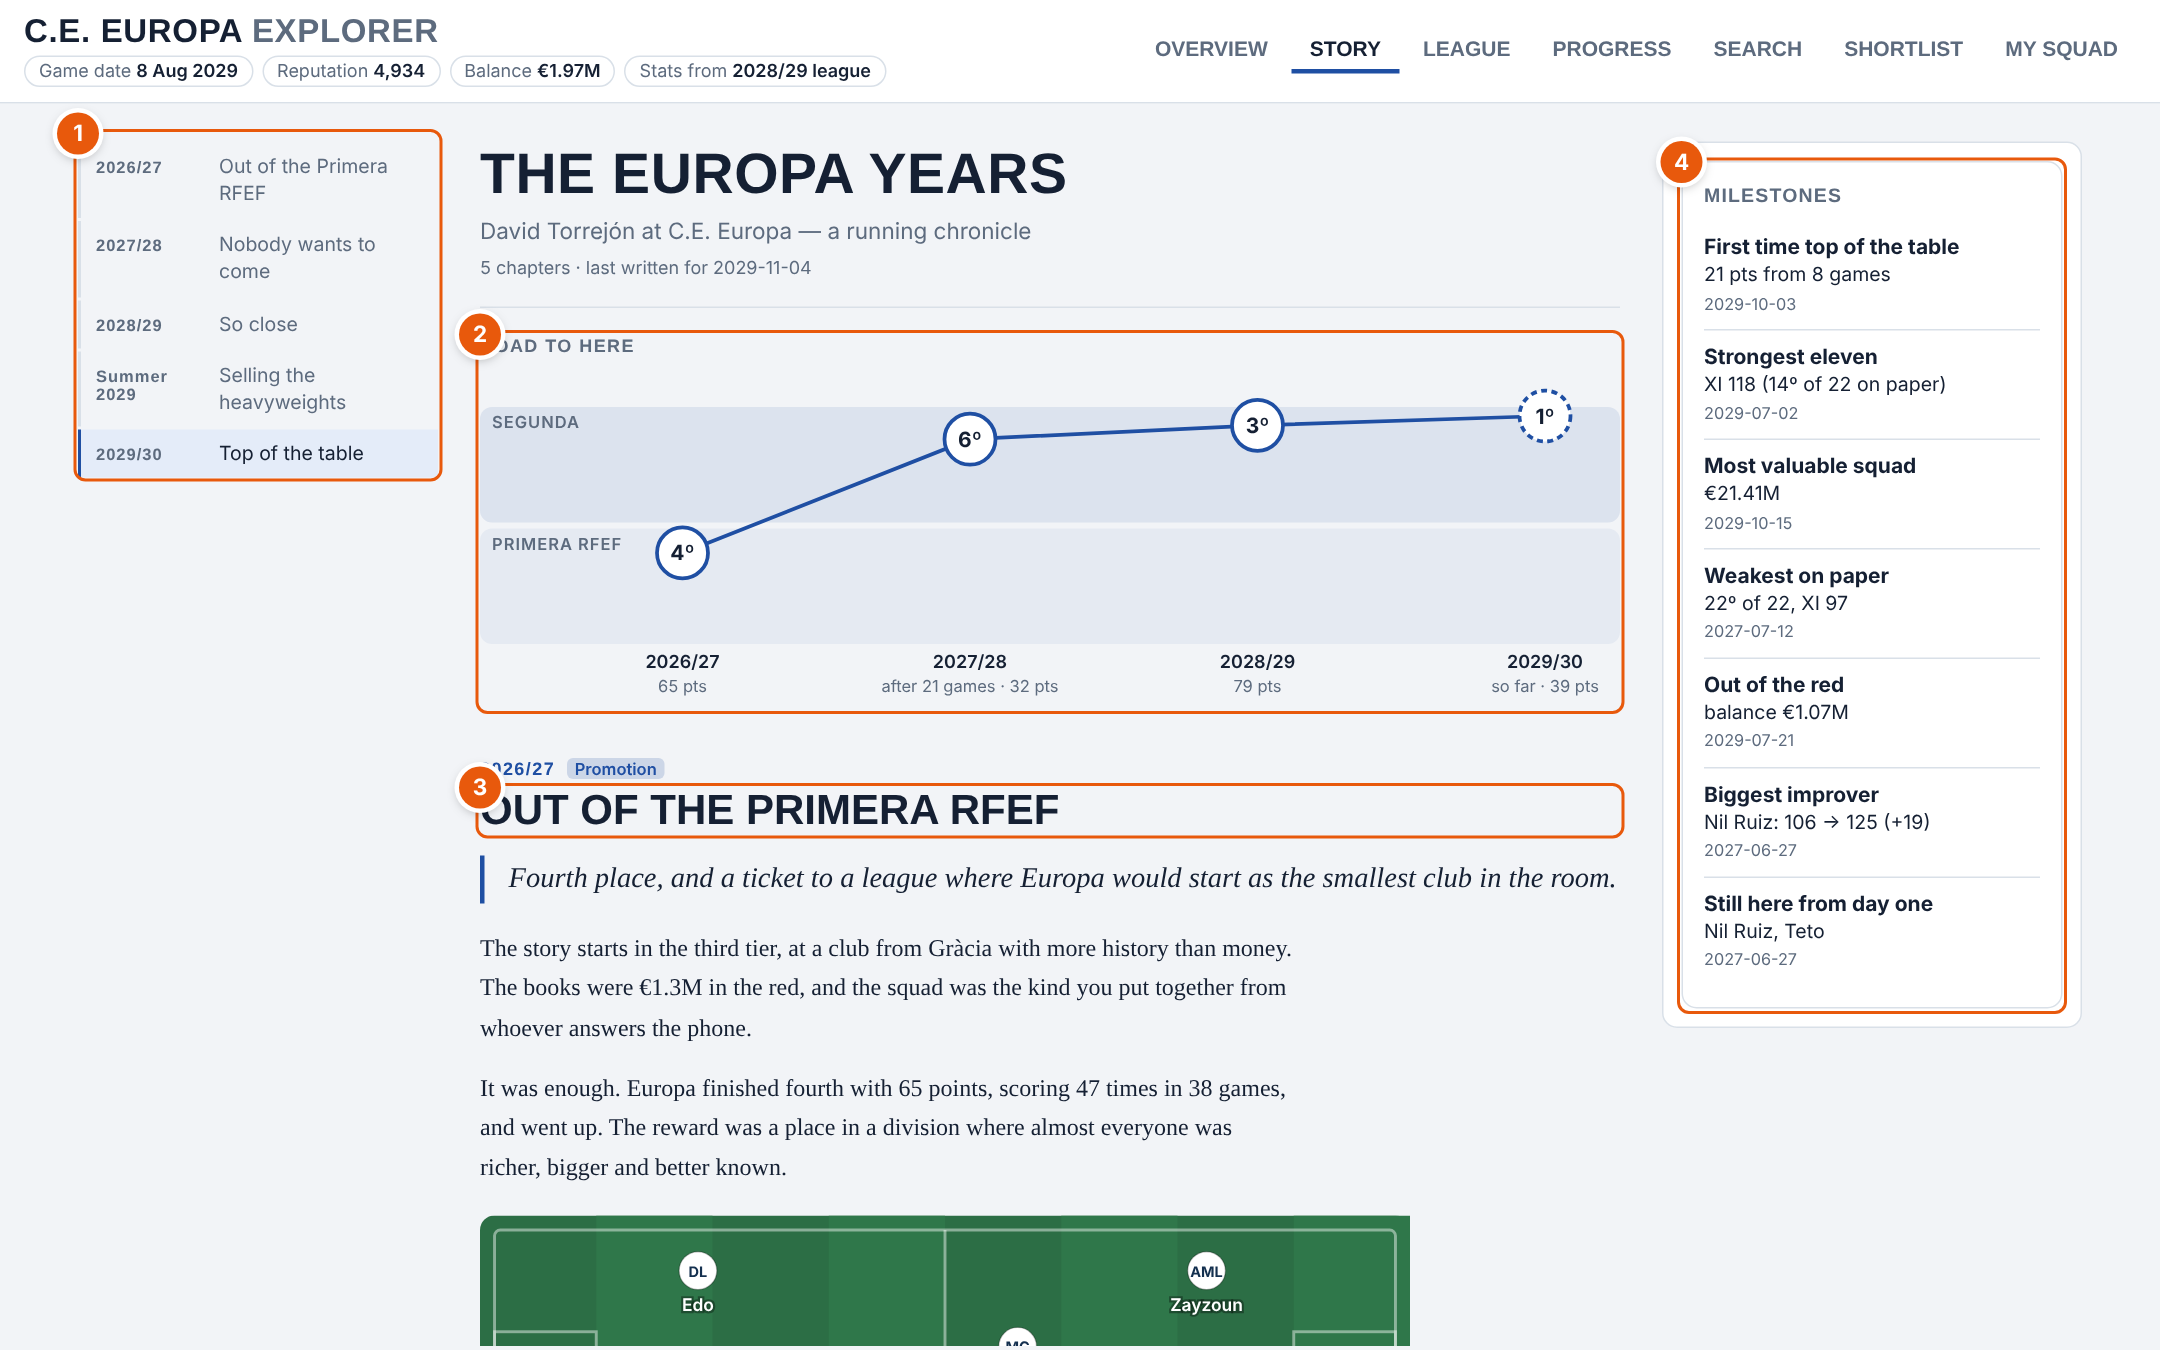 C.E. EUROPA EXPLORER
Game date 8 Aug 2029
Reputation 4,934
Balance €1.97M
Stats from 2028/29 league
OVERVIEW
STORY
LEAGUE
PROGRESS
SEARCH
SHORTLIST
MY SQUAD
1
2026/27 Out of the Primera
RFEF
2027/28 Nobody wants to
come
2028/29 So close
Summer
2029
Selling the
heavyweights
2029/30 Top of the table
THE EUROPA YEARS
David Torrejón at C.E. Europa — a running chronicle
5 chapters · last written for 2029-11-04
2
OAD TO HERE
SEGUNDA
6º
3º
1º
PRIMERA RFEF
4º
2026/27
65 pts
2027/28
after 21 games · 32 pts
2028/29
79 pts
2029/30
so far · 39 pts
3
026/27 Promotion
OUT OF THE PRIMERA RFEF
Fourth place, and a ticket to a league where Europa would start as the smallest club in the room.
The story starts in the third tier, at a club from Gràcia with more history than money.
The books were €1.3M in the red, and the squad was the kind you put together from
whoever answers the phone.
It was enough. Europa finished fourth with 65 points, scoring 47 times in 38 games,
and went up. The reward was a place in a division where almost everyone was
richer, bigger and better known.
DL
Edo
AML
Zayzoun
4
MILESTONES
First time top of the table
21 pts from 8 games
2029-10-03
Strongest eleven
XI 118 (14º of 22 on paper)
2029-07-02
Most valuable squad
€21.41M
2029-10-15
Weakest on paper
22º of 22, XI 97
2027-07-12
Out of the red
balance €1.07M
2029-07-21
Biggest improver
Nil Ruiz: 106 → 125 (+19)
2027-06-27
Still here from day one
Nil Ruiz, Teto
2027-06-27